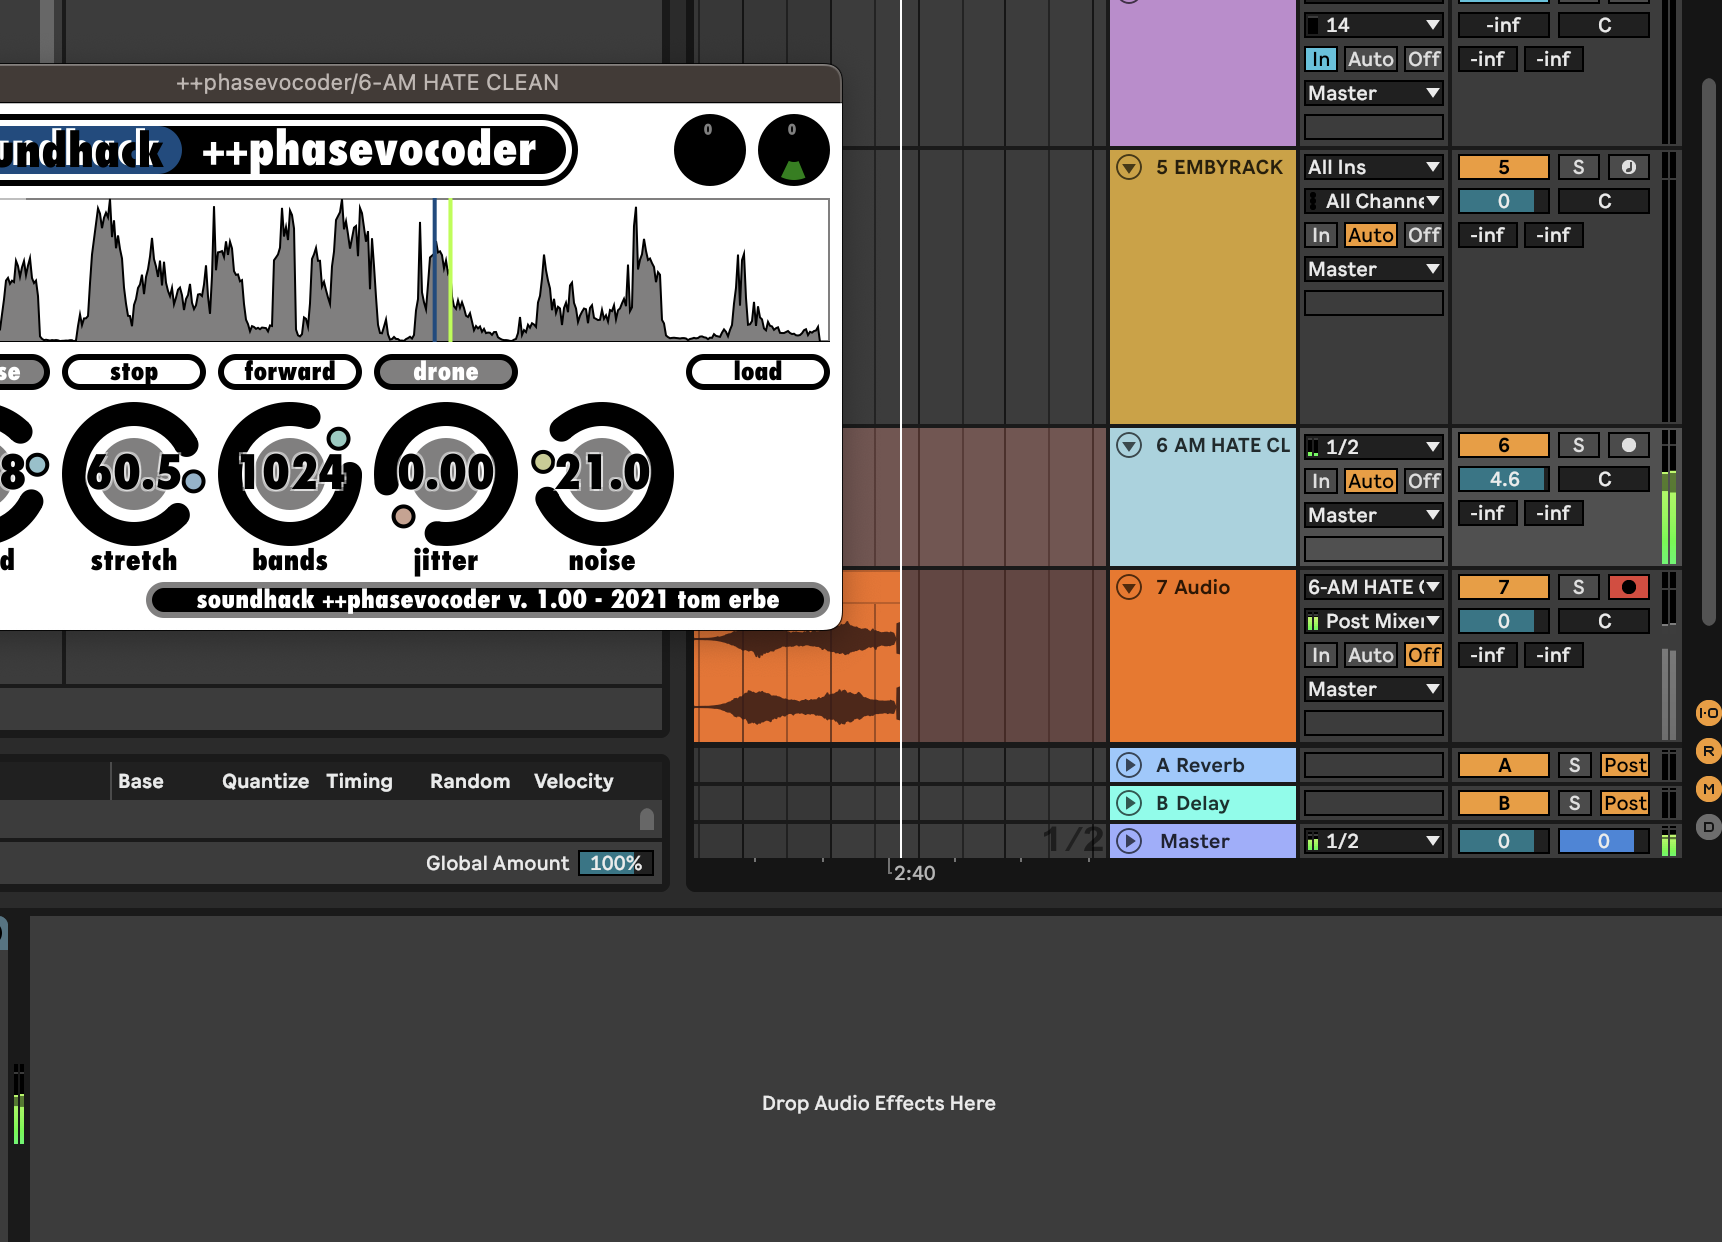 ++phasevocoder/6-AM HATE CLEAN
undhack ++phasevocoder
0
0
se
stop
forward
drone
load
8
60.5
1024
0.00
21.0
d
stretch
bands
jitter
noise
soundhack ++phasevocoder v. 1.00 - 2021 tom erbe
14
-inf
C
In
Auto
Off
-inf
-inf
Master
5 EMBYRACK
All Ins
5
S
All Channe
0
C
In
Auto
Off
-inf
-inf
Master
6 AM HATE CL
1/2
6
S
In
Auto
Off
4.6
C
Master
-inf
-inf
7 Audio
6-AM HATE C
7
S
Post Mixer
0
C
In
Auto
Off
-inf
-inf
Master
A Reverb
A
S
Post
B Delay
B
S
Post
1/2
Master
1/2
0
0
2:40
I·O
R
M
D
Base
Quantize
Timing
Random
Velocity
Global Amount
100%
Drop Audio Effects Here